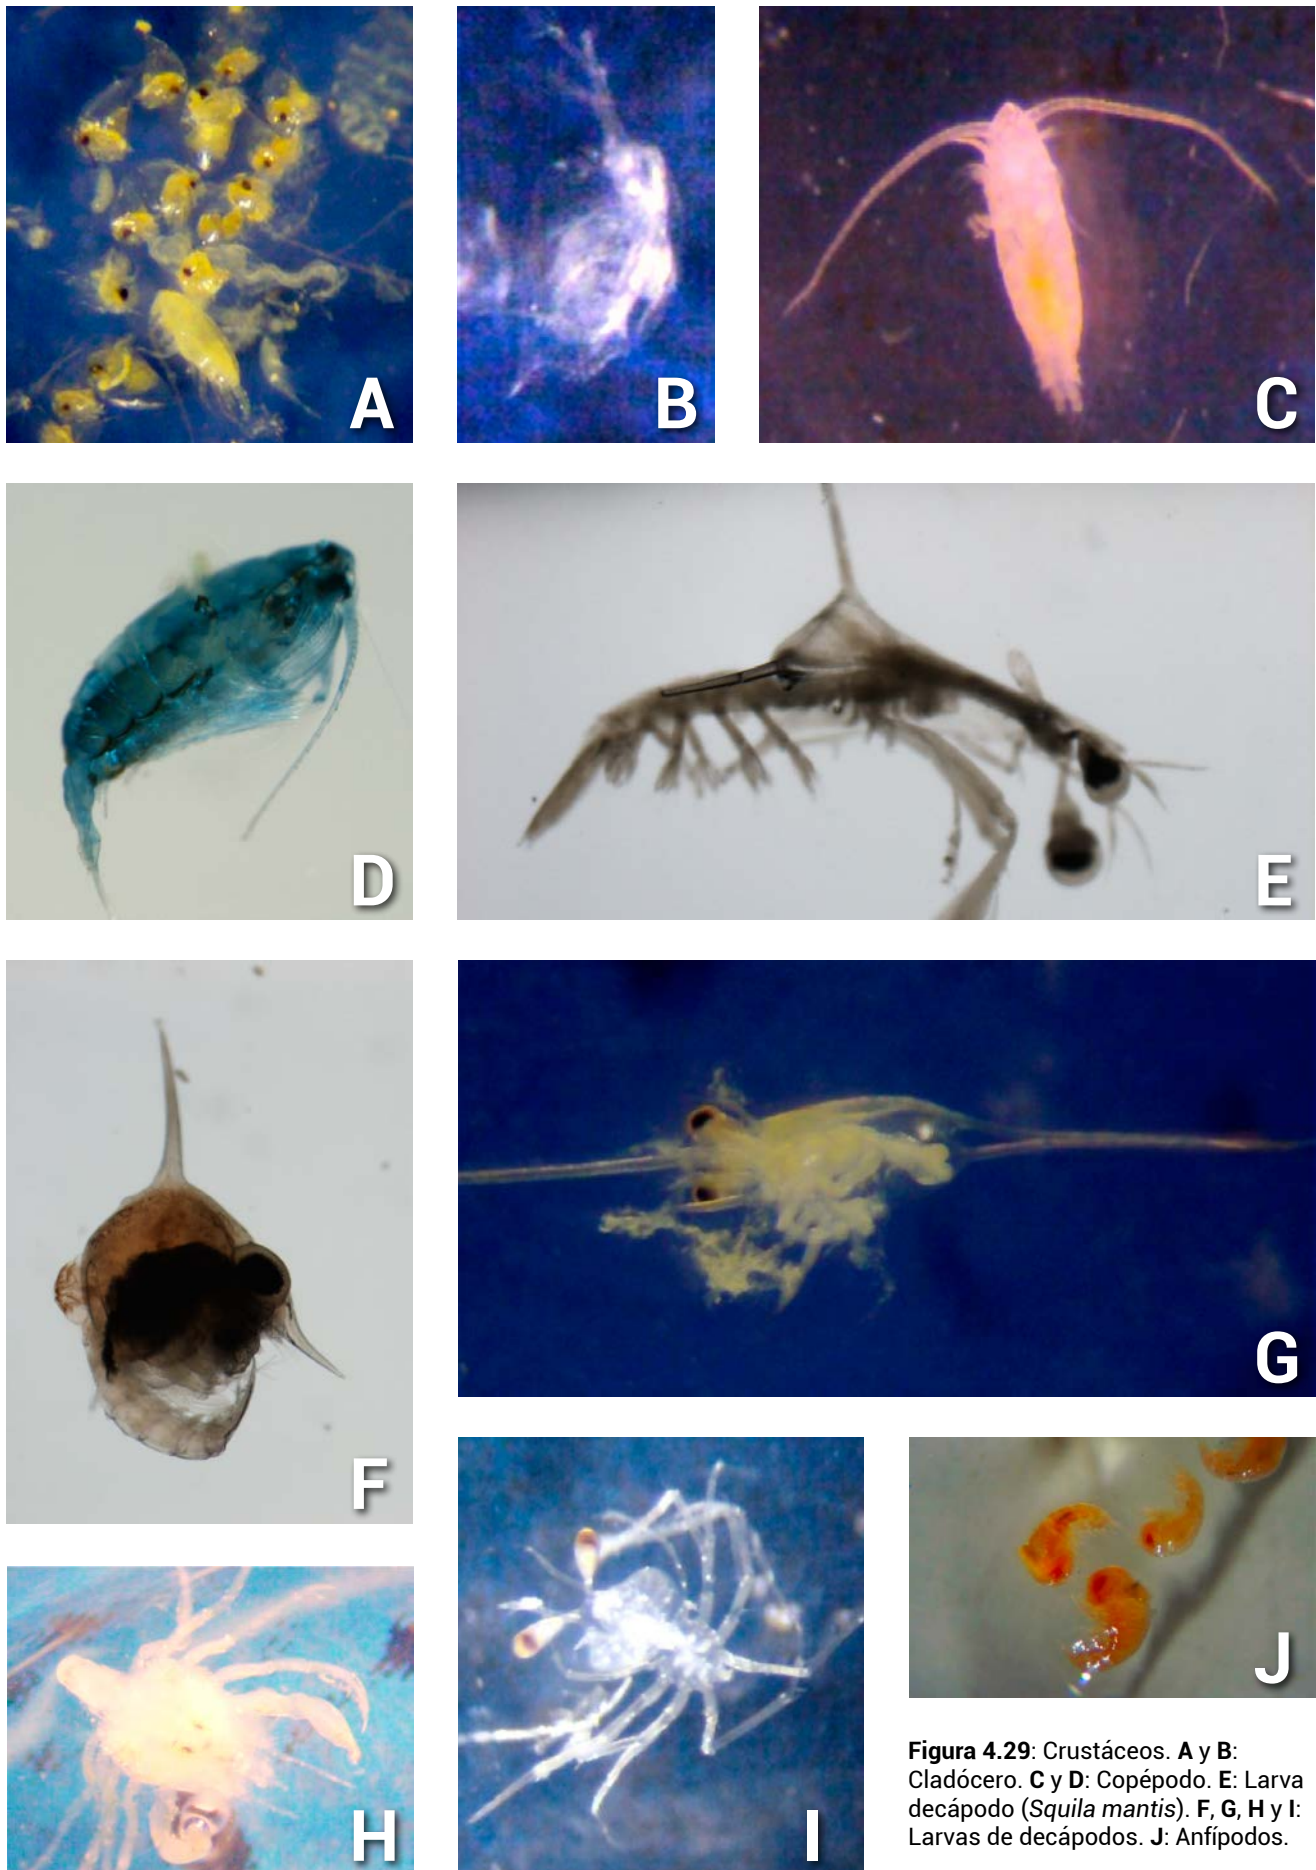 A
B
C
D
E
F
G
H
I
J
Figura 4.29: Crustáceos. A y B:
Cladócero. C y D: Copépodo. E: Larva
decápodo (Squila mantis). F, G, H y I:
Larvas de decápodos. J: Anfípodos.